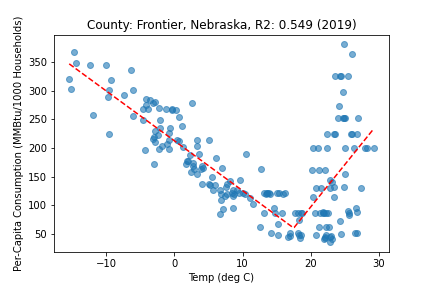 County: Frontier, Nebraska, R2: 0.549 (2019)
Per-Capita Consumption (MMBtu/1000 Households)
350
300
250
200
150
100
50
−10 0 10 20 30
Temp (deg C)